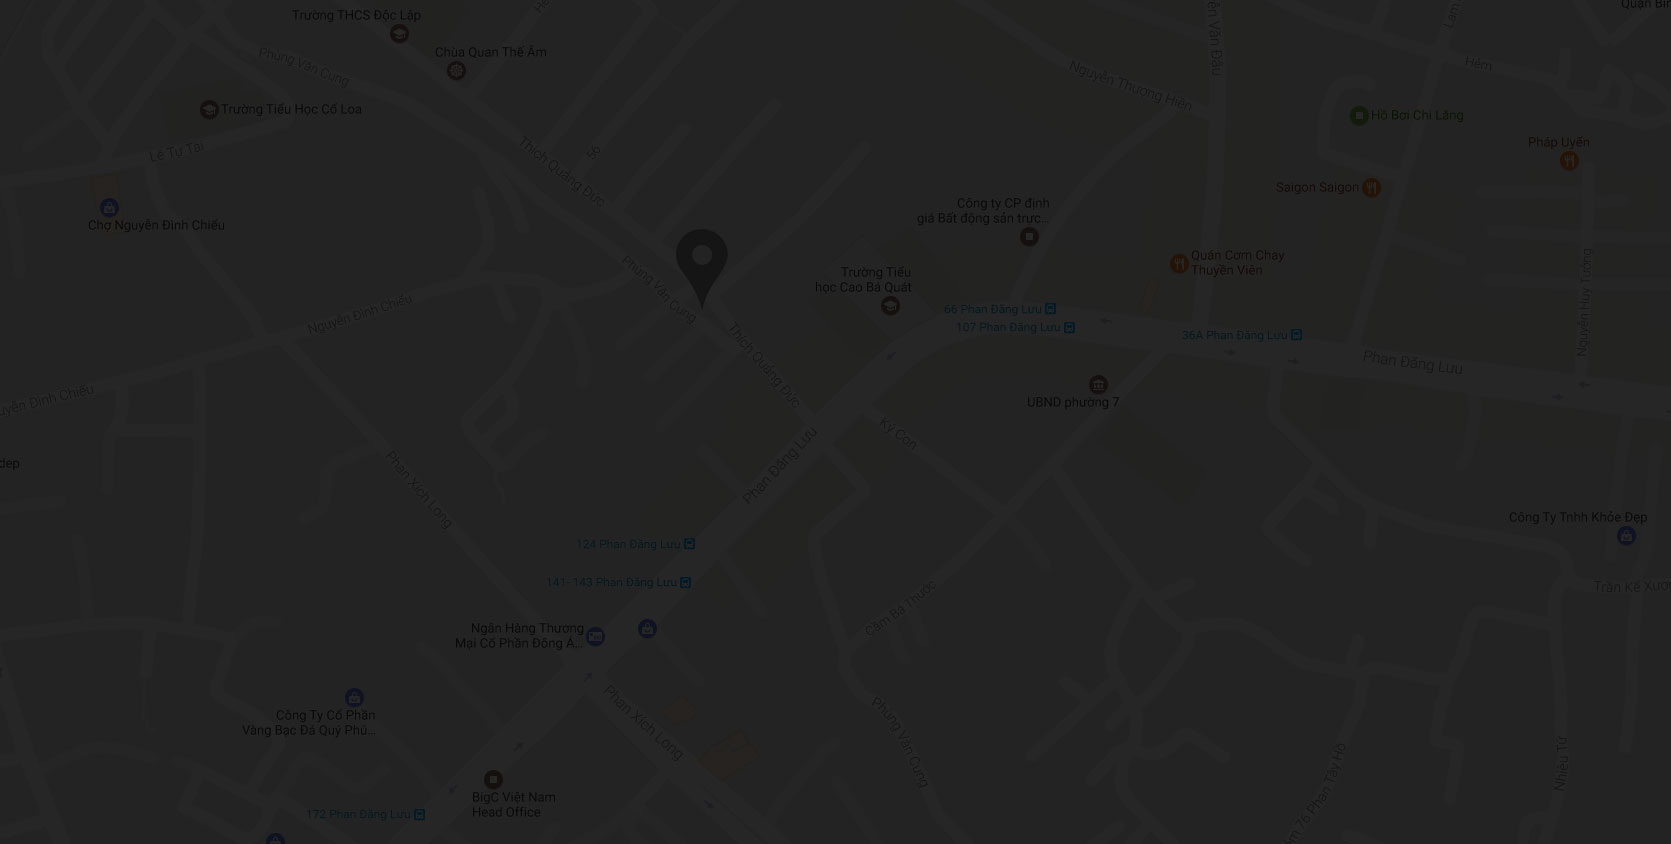 Trường THCS Độc Lập
Quận Bìn
Chùa Quan Thế Âm
Phùng Văn Cung
Hẻm
Nguyễn Thượng Hiền
Trường Tiểu Học Cổ Loa
Hồ Bơi Chi Lăng
Lê Tự Tài
Thích Quảng Đức
56
Pháp Uyển
Saigon Saigon
Chợ Nguyễn Đình Chiểu
Công ty CP định
giá Bất động sản trực...
Quán Cơm Chay
Thuyền Viên
Phùng Văn Cung
Trường Tiểu
học Cao Bá Quát
Nguyễn Huy Tưởng
Nguyễn Đình Chiểu
66 Phan Đăng Lưu
107 Phan Đăng Lưu
36A Phan Đăng Lưu
Thích Quảng Đức
Phan Đăng Lưu
UBND phường 7
uyễn Đình Chiểu
Ký Con
Phan Đăng Lưu
đẹp
Phan Xích Long
Công Ty Tnhh Khỏe Đẹp
124 Phan Đăng Lưu
141- 143 Phan Đăng Lưu
Trần Kế Xươ
Cầm Bá Thước
Ngân Hàng Thương
Mại Cổ Phần Đông Á...
Phan Xích Long
Công Ty Cổ Phần
Vàng Bạc Đá Quý Phú...
Phùng Văn Cung
Nhiêu Tứ
m 76 Phan Tây Hồ
BigC Việt Nam
Head Office
172 Phan Đăng Lưu